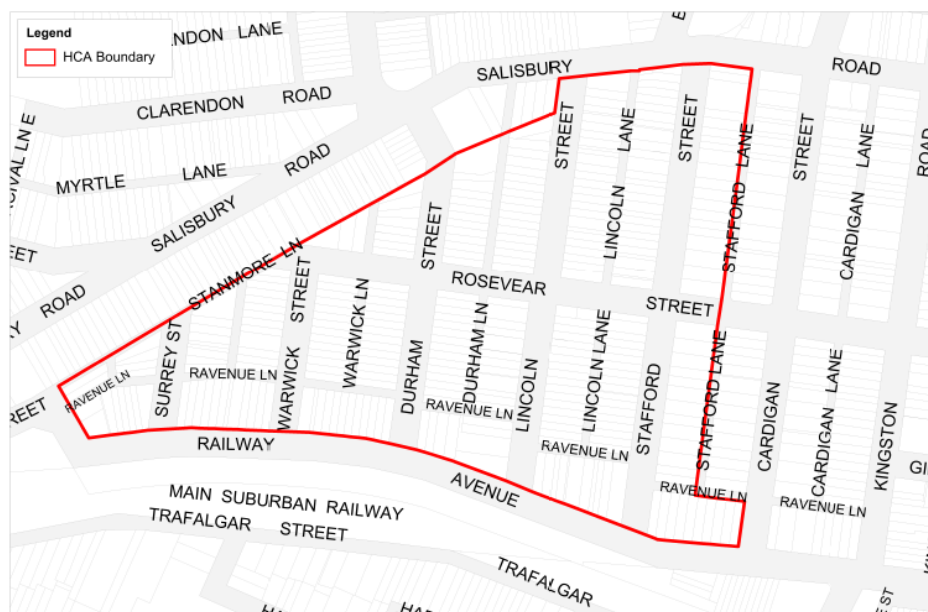 Legend
HCA Boundary
NDON LANE
SALISBURY ROAD
CLARENDON ROAD
MYRTLE LANE
SALISBURY ROAD
STANMORE LN
ROAD
STREET
LINCOLN LANE
STREET
STAFFORD LANE
STREET
CARDIGAN LANE
ROAD
STREET
ROSEVEAR STREET
STREET
WARWICK
SURREY ST
RAVENUE LN
RAVENUE LN
WARWICK LN
DURHAM
DURHAM LN
RAVENUE LN
LINCOLN
LINCOLN LANE
RAVENUE LN
STAFFORD
STAFFORD LANE
RAVENUE LN
CARDIGAN
CARDIGAN LANE
RAVENUE LN
KINGSTON
RAILWAY AVENUE
MAIN SUBURBAN RAILWAY
TRAFALGAR STREET
TRAFALGAR